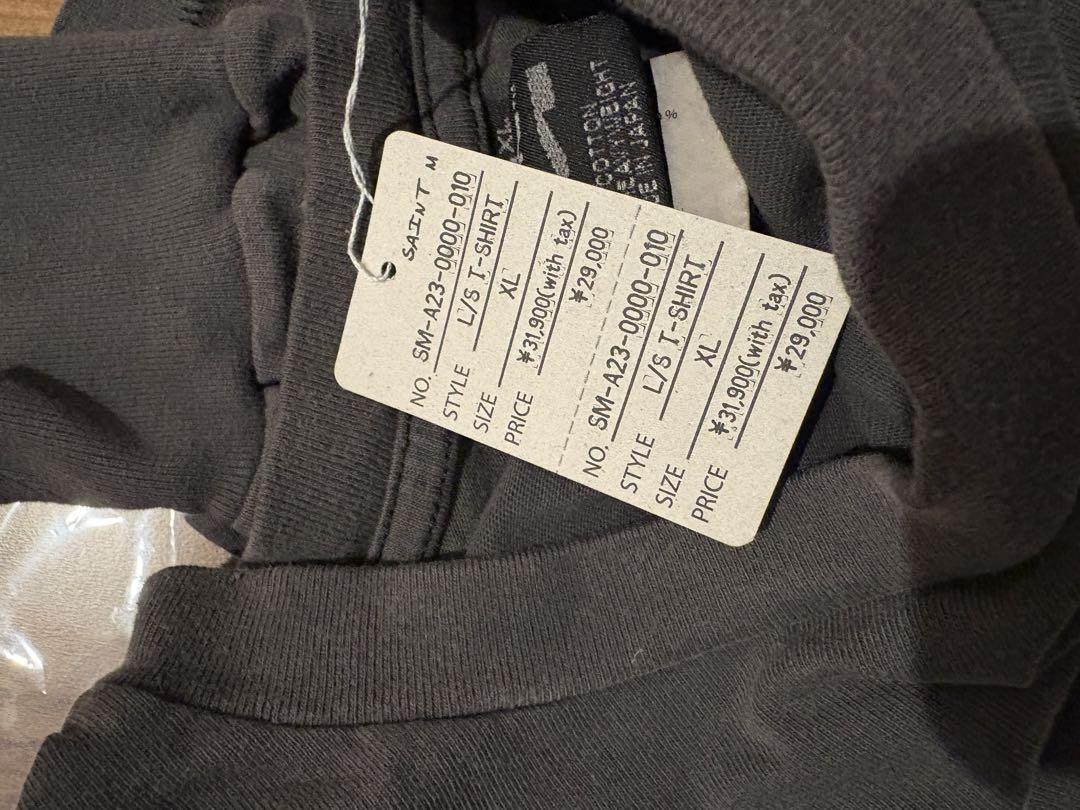 SAINT M
NO. SM-A23-0000-010
STYLE L/S T-SHIRT
SIZE XL
PRICE ¥31,900(with tax)
¥29,000
NO. SM-A23-0000-010
STYLE L/S T-SHIRT
SIZE XL
PRICE ¥31,900(with tax)
¥29,000
XL
COTTON
IN JAPAN
%